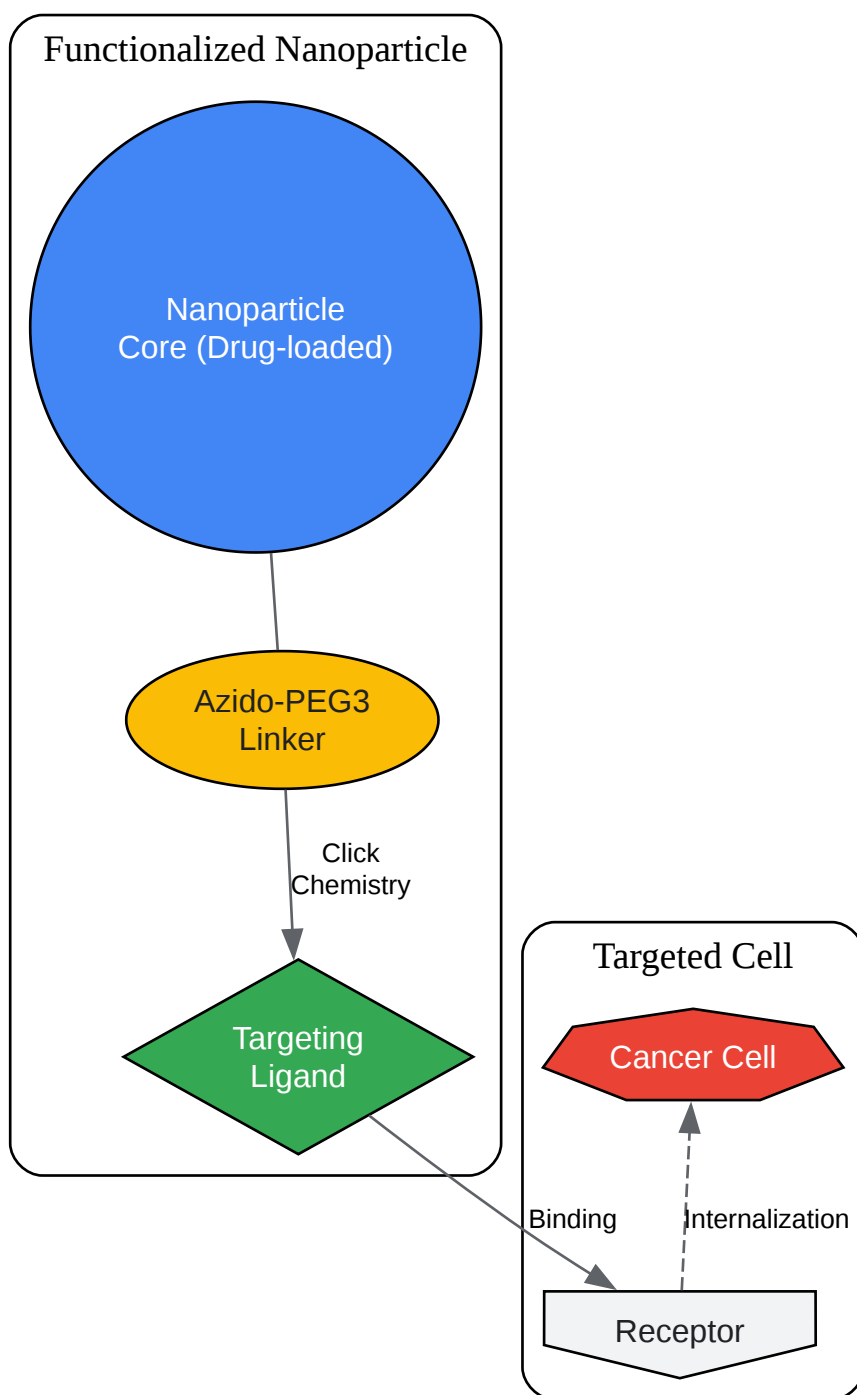 Functionalized Nanoparticle
Nanoparticle
Core (Drug-loaded)
Azido-PEG3
Linker
Click
Chemistry
Targeting
Ligand
Targeted Cell
Cancer Cell
Binding
Internalization
Receptor